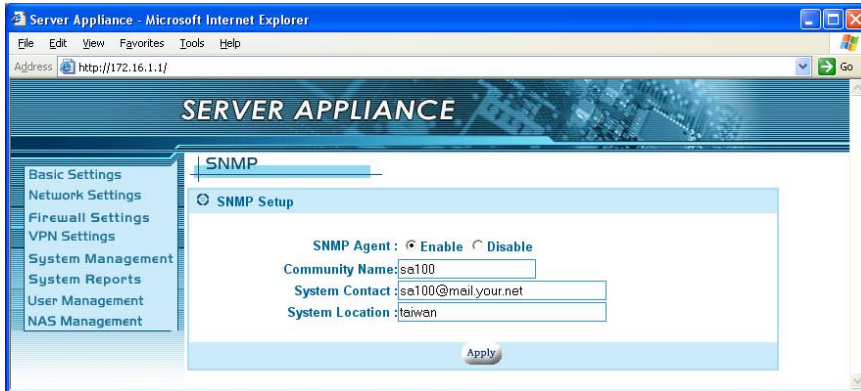 Server Appliance - Microsoft Internet Explorer
File Edit View Favorites Tools Help
Address http://172.16.1.1/ Go
SERVER APPLIANCE
SNMP
Basic Settings
Network Settings
Firewall Settings
VPN Settings
System Management
System Reports
User Management
NAS Management
SNMP Setup
SNMP Agent : Enable Disable
Community Name: sa100
System Contact : sa100@mail.your.net
System Location : taiwan
Apply